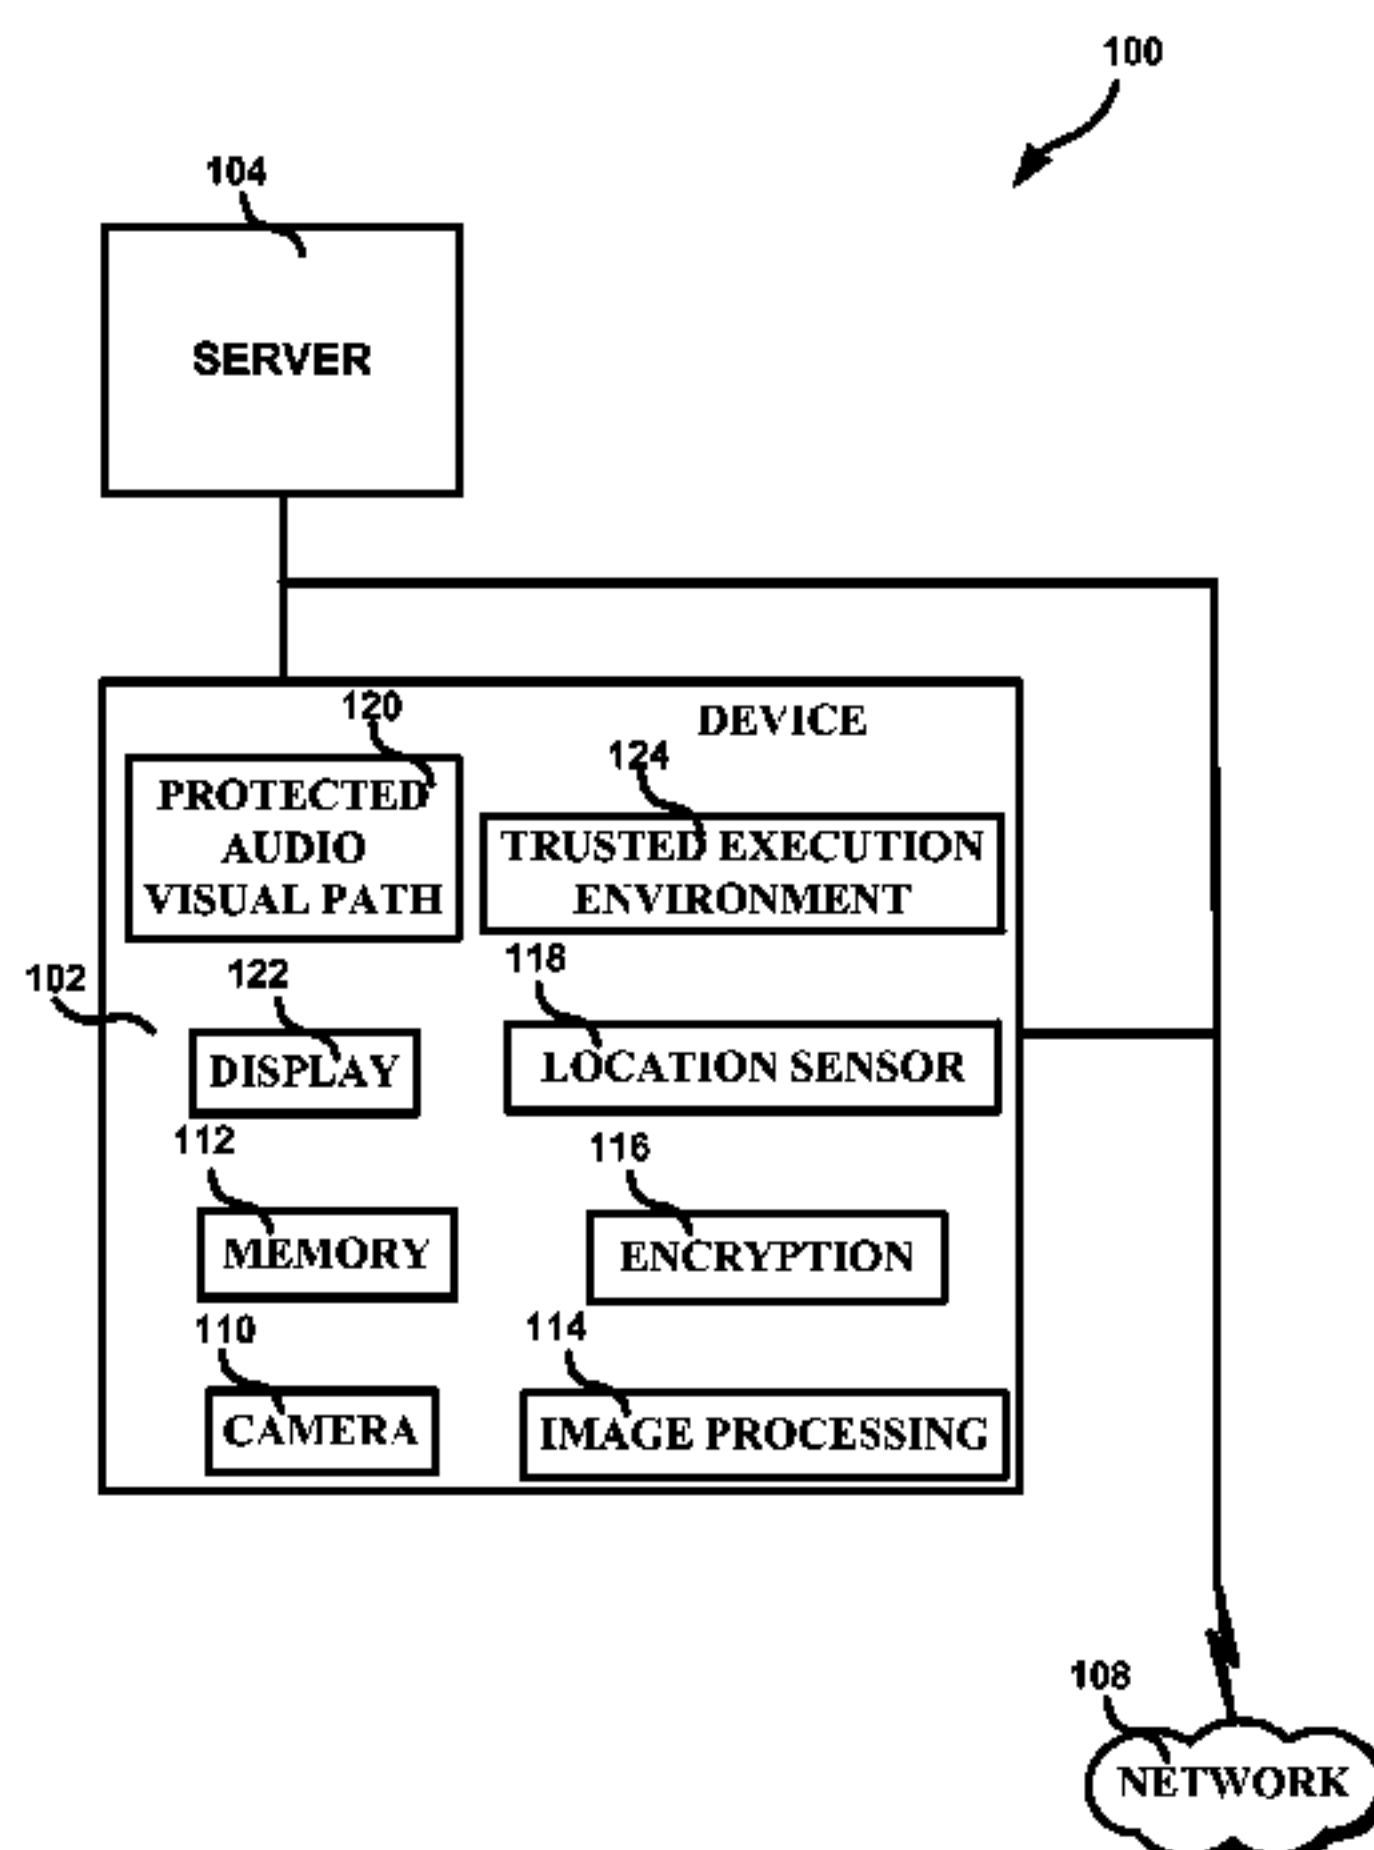 100
104
SERVER
120
DEVICE
124
PROTECTED
AUDIO
VISUAL PATH
TRUSTED EXECUTION
ENVIRONMENT
102
122
118
DISPLAY
LOCATION SENSOR
112
116
MEMORY
ENCRYPTION
110
114
CAMERA
IMAGE PROCESSING
108
NETWORK